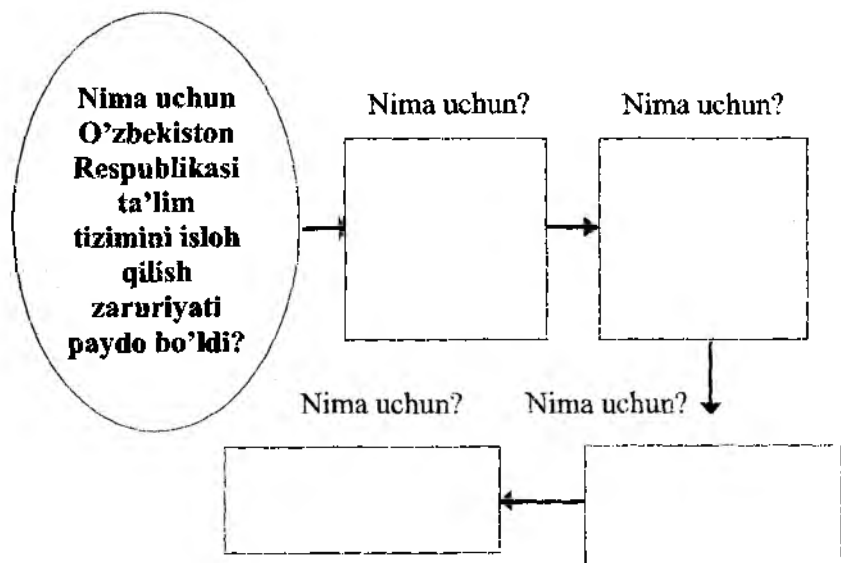 Nima uchun
O'zbekiston
Respublikasi
ta'lim
tizimini isloh
qilish
zaruriyati
paydo bo'ldi?
Nima uchun?
Nima uchun?
Nima uchun?
Nima uchun?